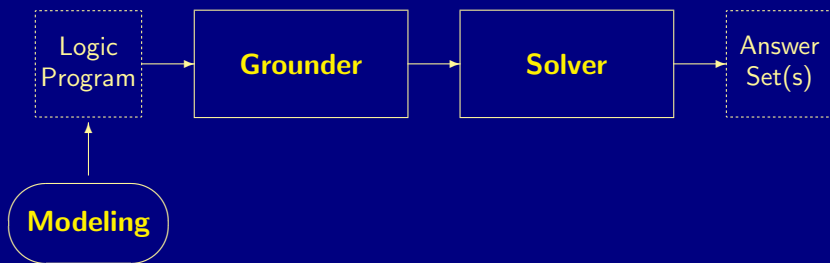 Logic
Program
Grounder
Solver
Answer
Set(s)
Modeling